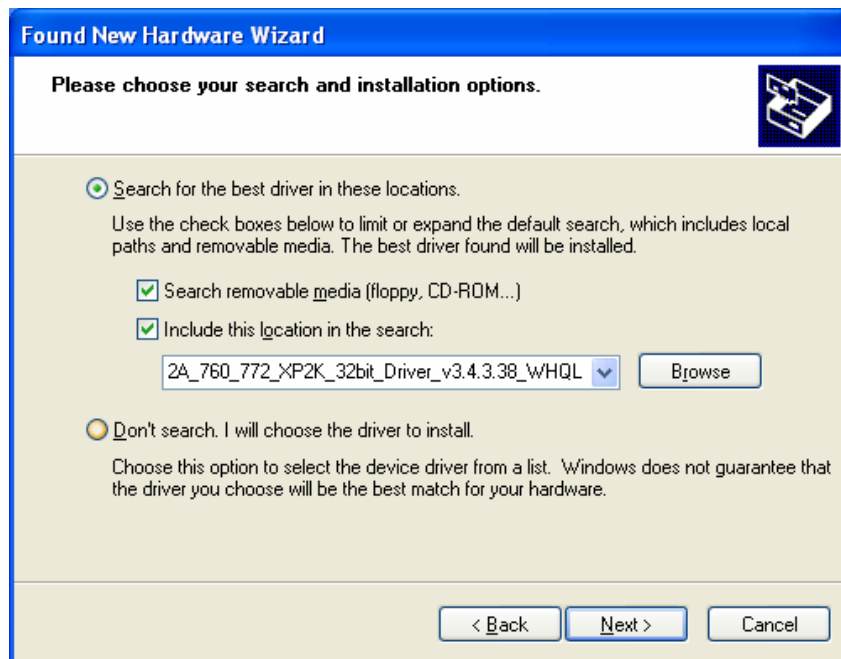 Found New Hardware Wizard
Please choose your search and installation options.
Search for the best driver in these locations.
Use the check boxes below to limit or expand the default search, which includes local
paths and removable media. The best driver found will be installed.
Search removable media (floppy, CD-ROM...)
Include this location in the search:
2A_760_772_XP2K_32bit_Driver_v3.4.3.38_WHQL
Browse
Don't search. I will choose the driver to install.
Choose this option to select the device driver from a list. Windows does not guarantee that
the driver you choose will be the best match for your hardware.
< Back
Next >
Cancel